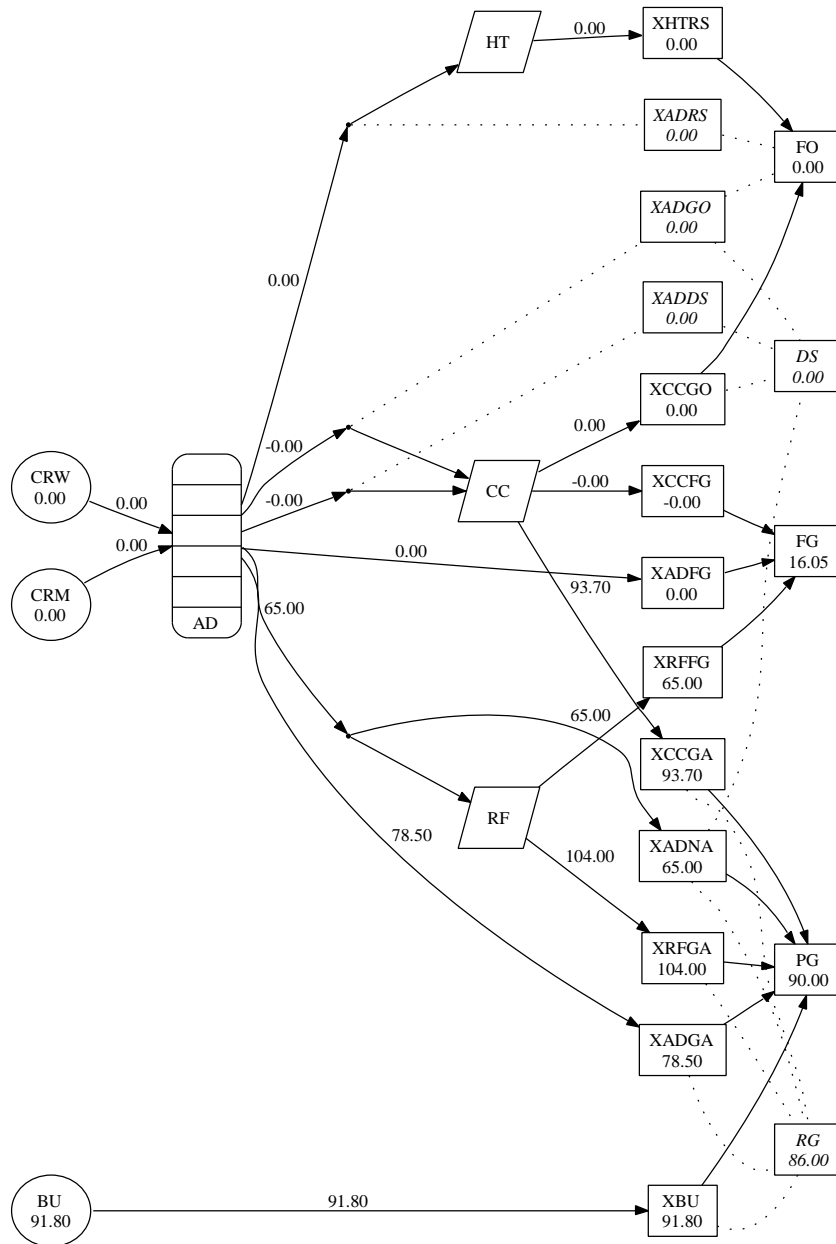 HT
0.00
XHTRS
0.00
XADRS
0.00
FO
0.00
XADGO
0.00
0.00
XADDS
0.00
DS
0.00
XCCGO
0.00
0.00
-0.00
CRW
0.00
0.00
-0.00
CC
-0.00
XCCFG
-0.00
FG
16.05
0.00
0.00
CRM
0.00
AD
65.00
93.70
XADFG
0.00
XRFFG
65.00
65.00
XCCGA
93.70
RF
78.50
XADNA
65.00
104.00
XRFGA
104.00
PG
90.00
XADGA
78.50
RG
86.00
BU
91.80
91.80
XBU
91.80